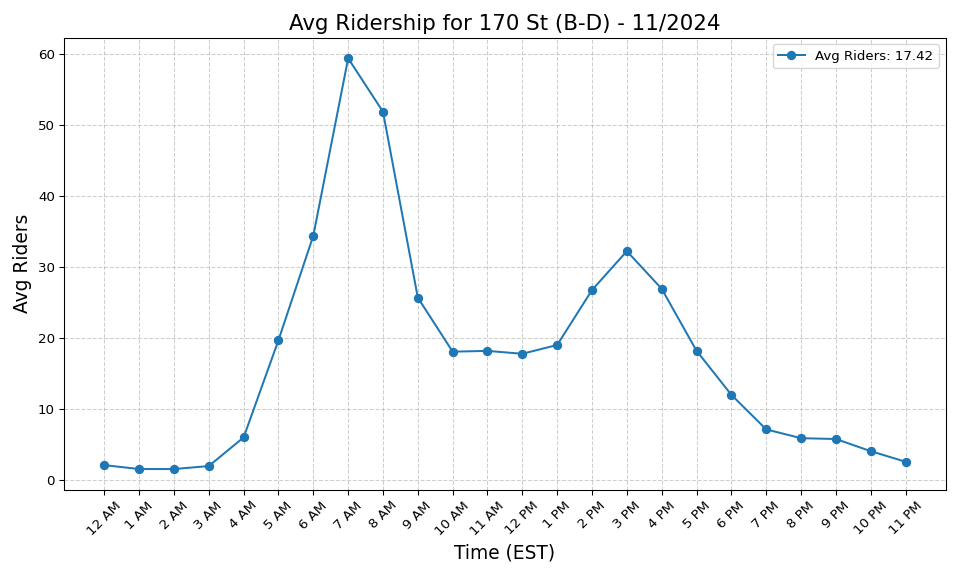 Avg Ridership for 170 St (B-D) - 11/2024
Avg Riders: 17.42
60
50
40
30
20
10
0
Avg Riders
12 AM
1 AM
2 AM
3 AM
4 AM
5 AM
6 AM
7 AM
8 AM
9 AM
10 AM
11 AM
12 PM
1 PM
2 PM
3 PM
4 PM
5 PM
6 PM
7 PM
8 PM
9 PM
10 PM
11 PM
Time (EST)